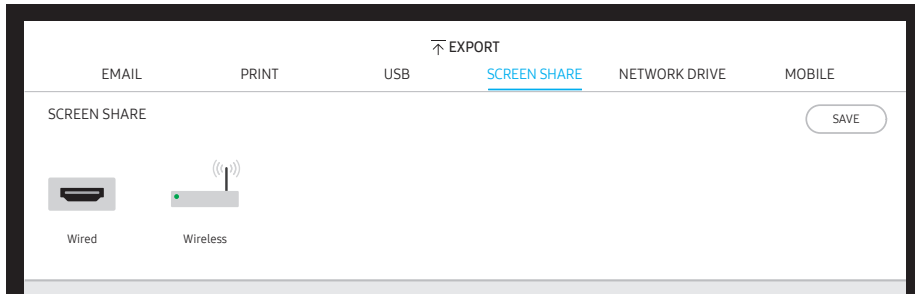 EXPORT
EMAIL PRINT USB SCREEN SHARE NETWORK DRIVE MOBILE
SCREEN SHARE SAVE
Wired Wireless